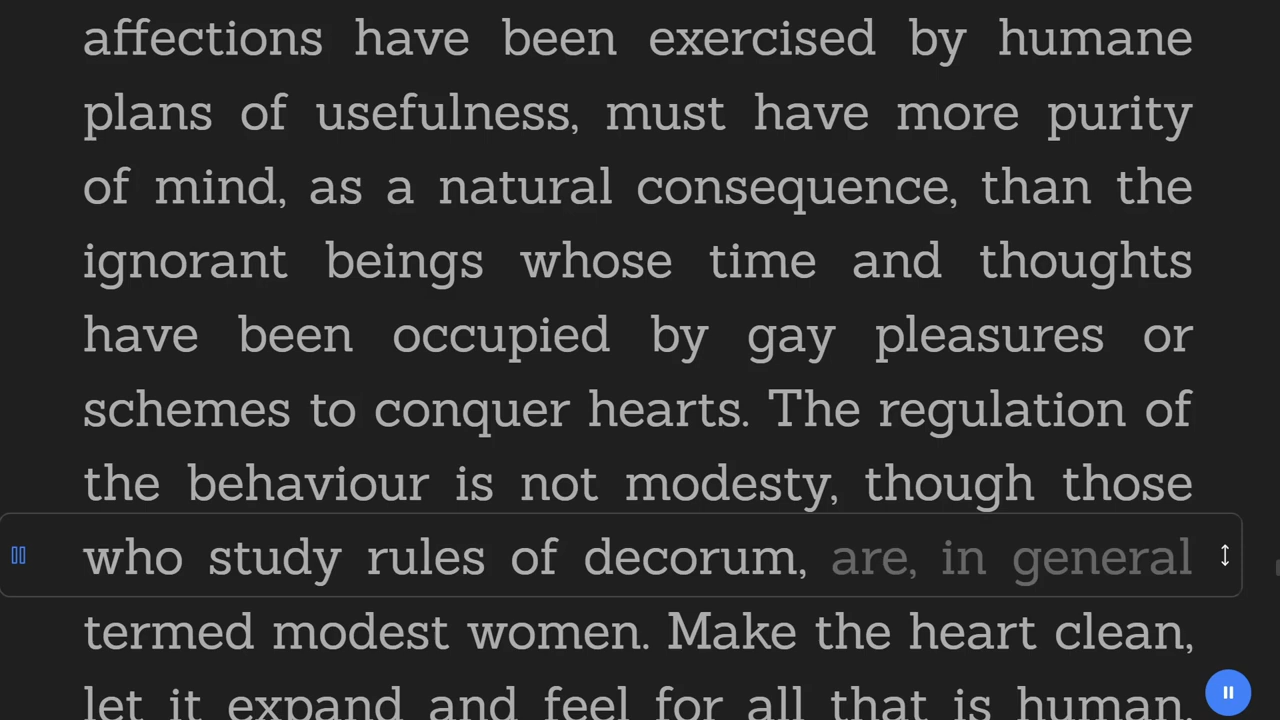 affections have been exercised by humane
plans of usefulness, must have more purity
of mind, as a natural consequence, than the
ignorant beings whose time and thoughts
have been occupied by gay pleasures or
schemes to conquer hearts. The regulation of
the behaviour is not modesty, though those
who study rules of decorum, are, in general
termed modest women. Make the heart clean,
let it expand and feel for all that is human,